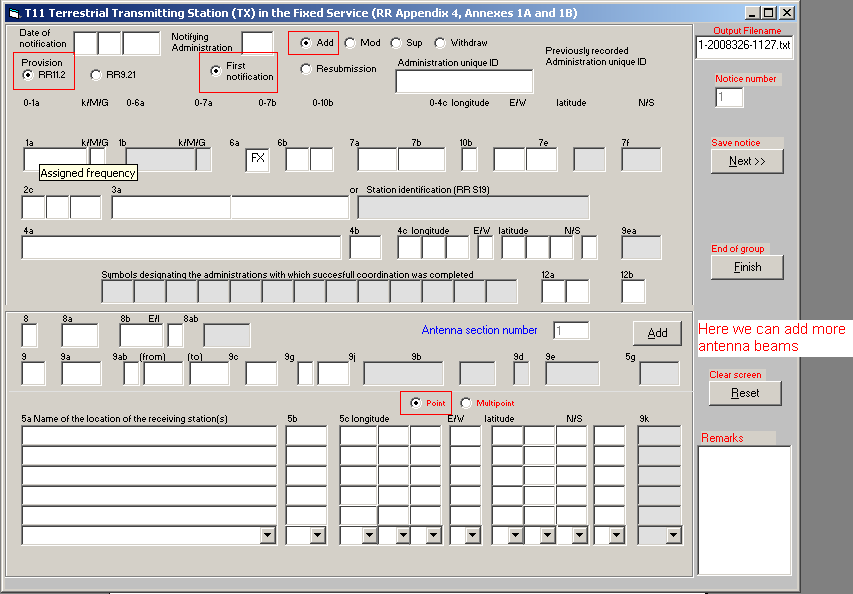 T11 Terrestrial Transmitting Station (TX) in the Fixed Service (RR Appendix 4, Annexes 1A and 1B)
Date of notification
Notifying Administration
Add Mod Sup Withdraw
Previously recorded Administration unique ID
Output Filename
1-2008326-1127.txt
Provision
RR11.2 RR9.21
First notification
Resubmission
Administration unique ID
Notice number
1
0-1a k/M/G 0-6a 0-7a 0-7b 0-10b 0-4c longitude E/W latitude N/S
1a k/M/G 1b k/M/G 6a 6b 7a 7b 10b 7e 7f
FX
Assigned frequency
Save notice
Next >>
2c 3a or Station identification (RR S19)
4a 4b 4c longitude E/W latitude N/S 9ea
End of group
Finish
Symbols designating the administrations with which succesfull coordination was completed 12a 12b
8 8a 8b E/I 8ab
Antenna section number 1
Add
Here we can add more
antenna beams
9 9a 9ab (from) (to) 9c 9g 9j 9b 9d 9e 5g
Clear screen
Reset
Point Multipoint
5a Name of the location of the receiving station(s) 5b 5c longitude E/W latitude N/S 9k
Remarks